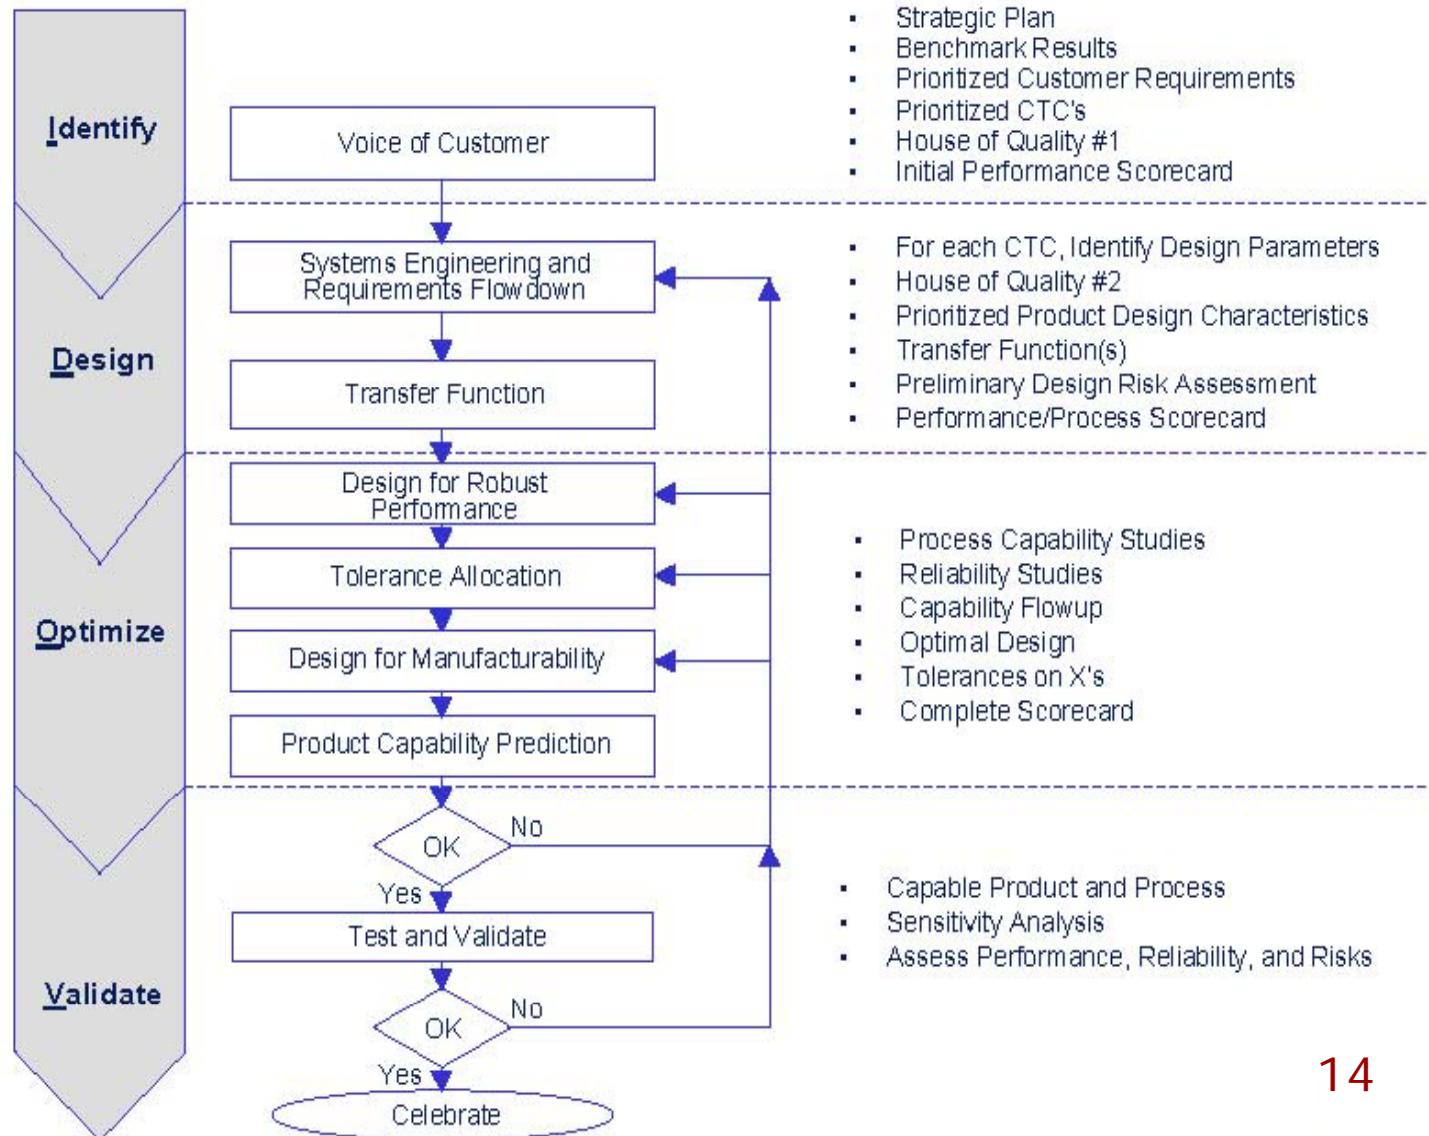 Identify
Voice of Customer
▪ Strategic Plan
▪ Benchmark Results
▪ Prioritized Customer Requirements
▪ Prioritized CTC's
▪ House of Quality #1
▪ Initial Performance Scorecard
Design
Systems Engineering and
Requirements Flowdown
Transfer Function
▪ For each CTC, Identify Design Parameters
▪ House of Quality #2
▪ Prioritized Product Design Characteristics
▪ Transfer Function(s)
▪ Preliminary Design Risk Assessment
▪ Performance/Process Scorecard
Optimize
Design for Robust
Performance
Tolerance Allocation
Design for Manufacturability
Product Capability Prediction
▪ Process Capability Studies
▪ Reliability Studies
▪ Capability Flowup
▪ Optimal Design
▪ Tolerances on X's
▪ Complete Scorecard
Validate
OK
No
Yes
Test and Validate
OK
No
Yes
Celebrate
▪ Capable Product and Process
▪ Sensitivity Analysis
▪ Assess Performance, Reliability, and Risks
14